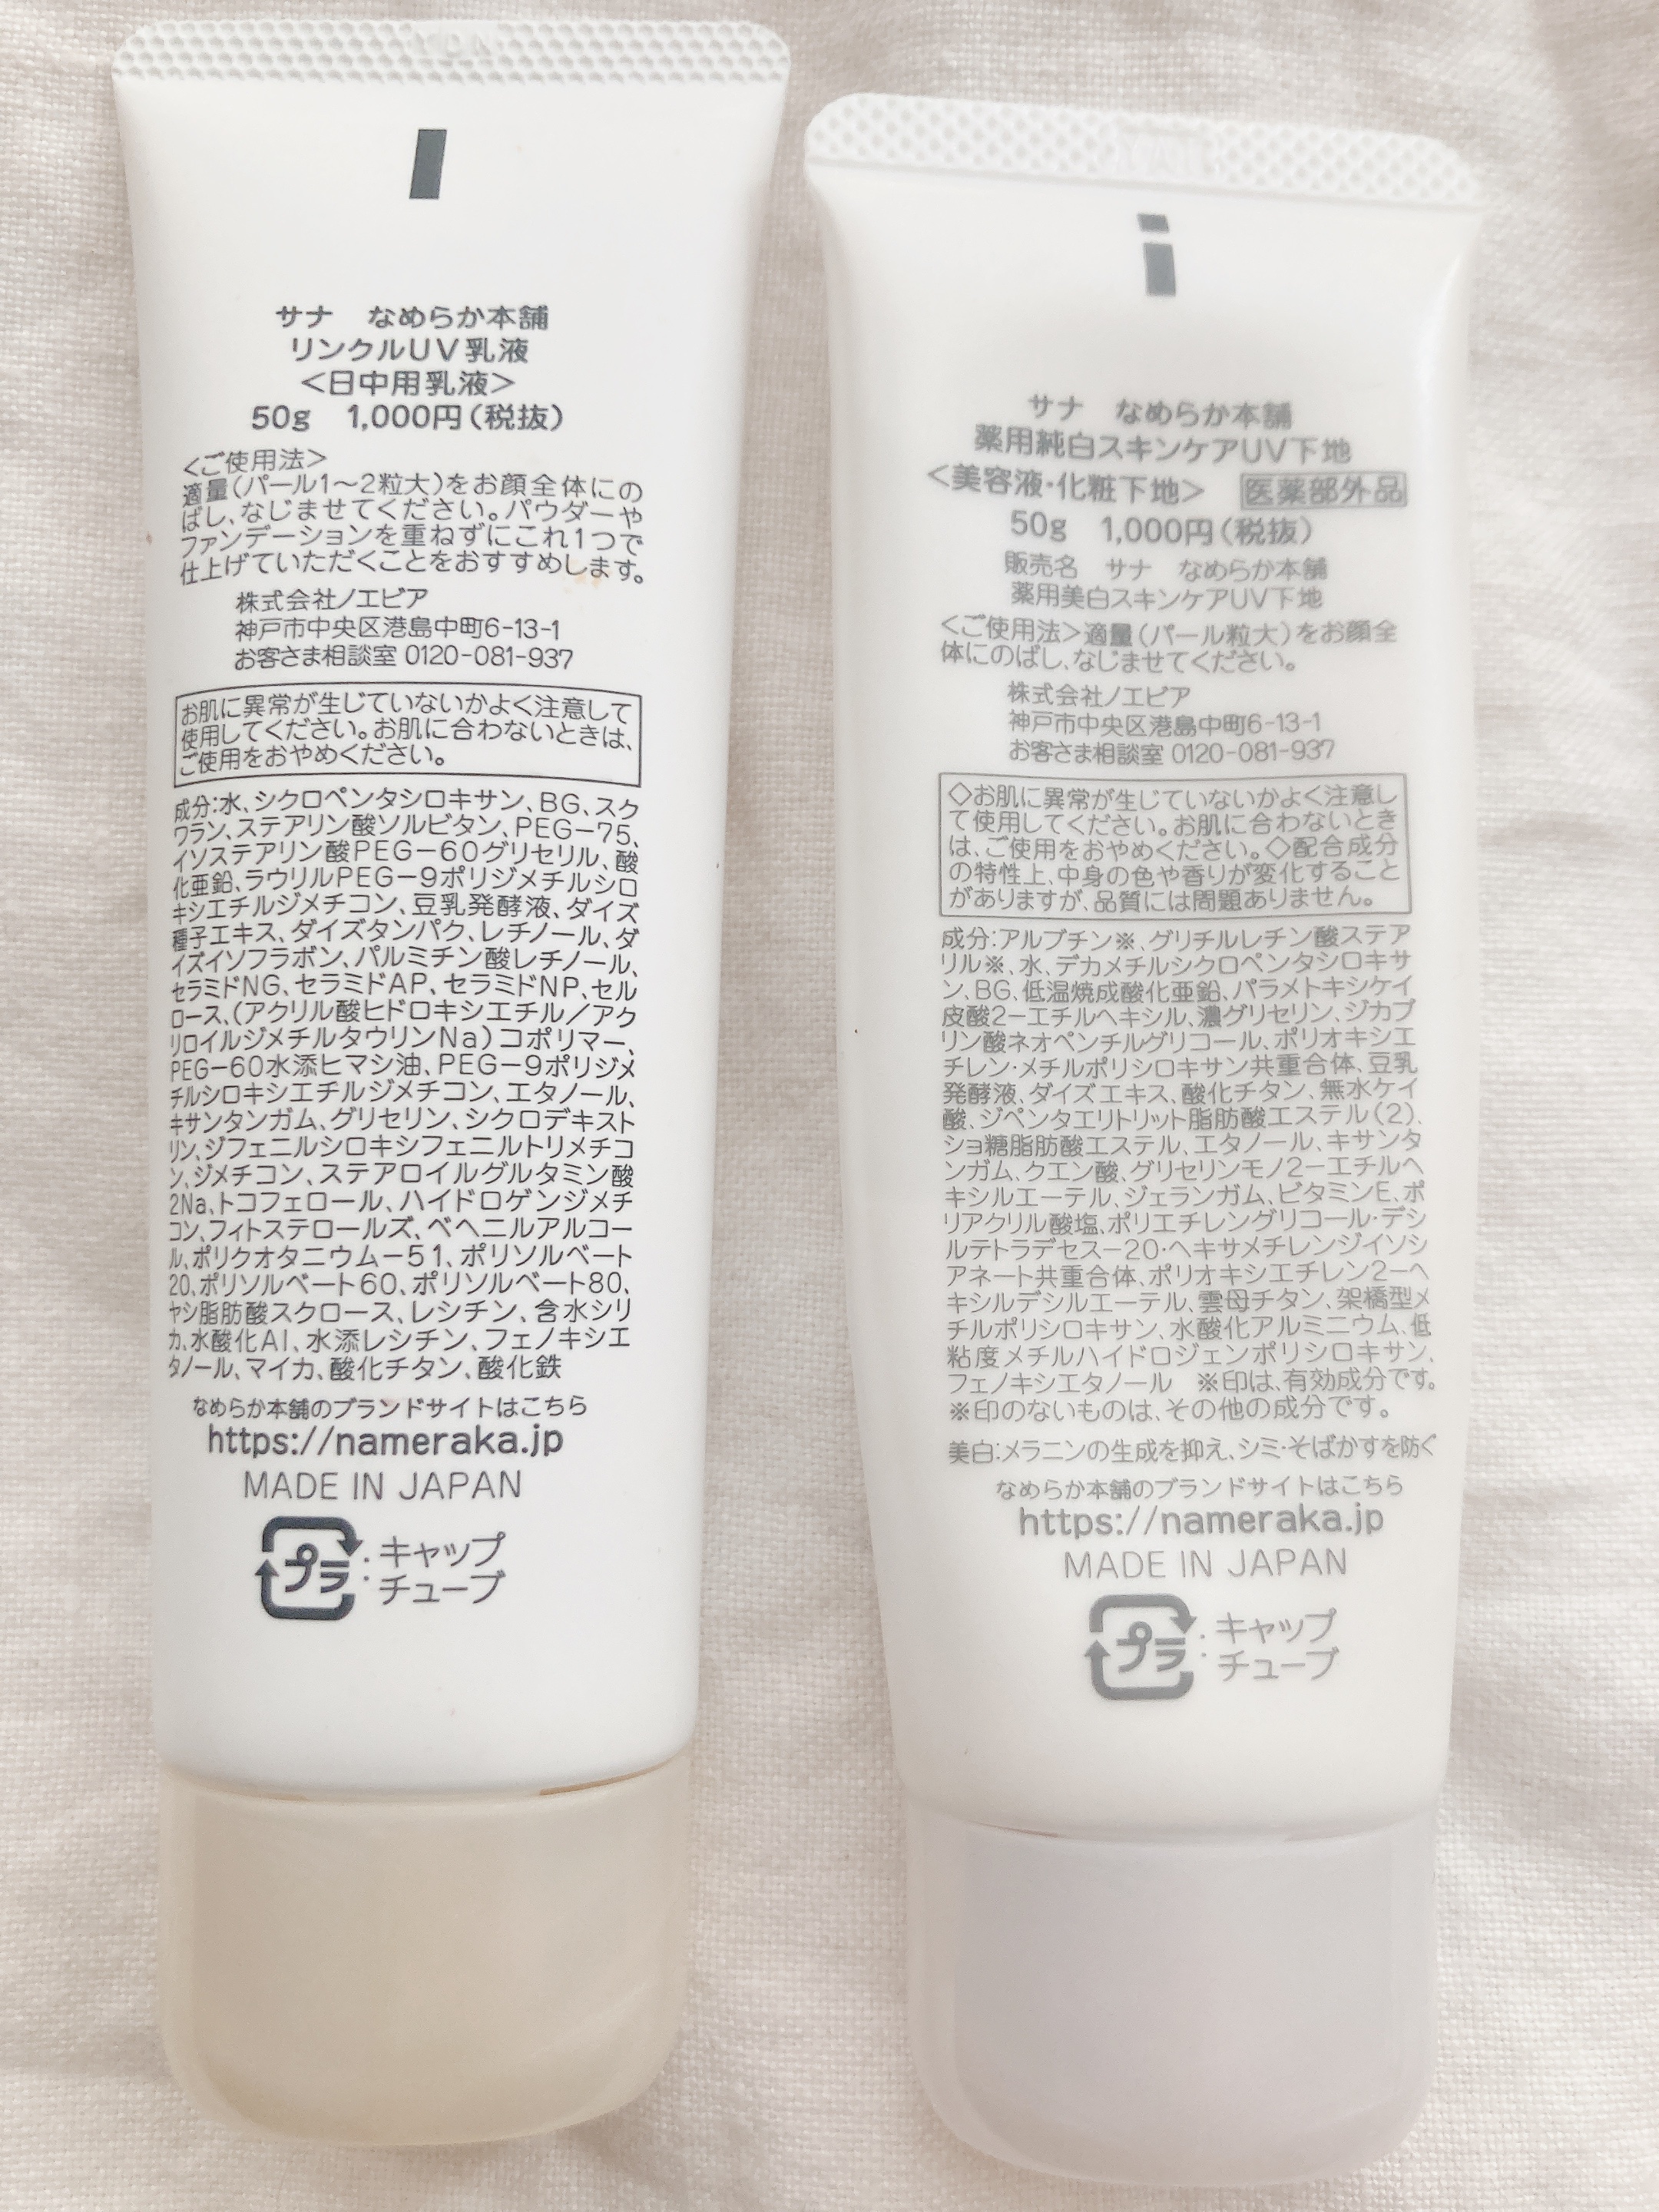 サナ なめらか本舗
リンクルUV乳液
<日中用乳液>
50g 1,000円(税抜)
<ご使用法>
適量(パール1〜2粒大)をお顔全体にの
ばし、なじませてください。パウダーや
ファンデーションを重ねずにこれ1つで
仕上げていただくことをおすすめします。
株式会社ノエビア
神戸市中央区港島中町6-13-1
お客さま相談室 0120-081-937
お肌に異常が生じていないかよく注意して
使用してください。お肌に合わないときは、
ご使用をおやめください。
成分:水、シクロペンタシロキサン、BG、スク
ワラン、ステアリン酸ソルビタン、PEG-75、
イソステアリン酸PEG-60グリセリル、酸
化亜鉛、ラウリルPEG-9ポリジメチルシロ
キシエチルジメチコン、豆乳発酵液、ダイズ
種子エキス、ダイズタンパク、レチノール、ダ
イズイソフラボン、パルミチン酸レチノール、
セラミドNG、セラミドAP、セラミドNP、セル
ロース、(アクリル酸ヒドロキシエチル/アク
リロイルジメチルタウリンNa)コポリマー、
PEG-60水添ヒマシ油、PEG-9ポリジメ
チルシロキシエチルジメチコン、エタノール、
キサンタンガム、グリセリン、シクロデキスト
リン、ジフェニルシロキシフェニルトリメチコ
ン、ジメチコン、ステアロイルグルタミン酸
2Na、トコフェロール、ハイドロゲンジメチ
コン、フィトステロールズ、ベヘニルアルコー
ル、ポリクオタニウム-51、ポリソルベート
20、ポリソルベート60、ポリソルベート80、
ヤシ脂肪酸スクロース、レシチン、含水シリ
カ、水酸化Al、水添レシチン、フェノキシエ
タノール、マイカ、酸化チタン、酸化鉄
なめらか本舗のブランドサイトはこちら
https://nameraka.jp
MADE IN JAPAN
プラ : キャップ
: チューブ
サナ なめらか本舗
薬用純白スキンケアUV下地
<美容液・化粧下地> 医薬部外品
50g 1,000円(税抜)
販売名 サナ なめらか本舗
薬用美白スキンケアUV下地
<ご使用法>適量(パール粒大)をお顔全
体にのばし、なじませてください。
株式会社ノエビア
神戸市中央区港島中町6-13-1
お客さま相談室 0120-081-937
◇お肌に異常が生じていないかよく注意し
て使用してください。お肌に合わないとき
は、ご使用をおやめください。◇配合成分
の特性上、中身の色や香りが変化すること
がありますが、品質には問題ありません。
成分:アルブチン※、グリチルレチン酸ステア
リル※、水、デカメチルシクロペンタシロキサ
ン、BG、低温焼成酸化亜鉛、パラメトキシケイ
皮酸2-エチルヘキシル、濃グリセリン、ジカプ
リン酸ネオペンチルグリコール、ポリオキシエ
チレン・メチルポリシロキサン共重合体、豆乳
発酵液、ダイズエキス、酸化チタン、無水ケイ
酸、ジペンタエリトリット脂肪酸エステル(2)、
ショ糖脂肪酸エステル、エタノール、キサンタ
ンガム、クエン酸、グリセリンモノ2-エチルヘ
キシルエーテル、ジェランガム、ビタミンE、ポ
リアクリル酸塩、ポリエチレングリコール・デシ
ルテトラデセス-20・ヘキサメチレンジイソシ
アネート共重合体、ポリオキシエチレン2-ヘ
キシルデシルエーテル、雲母チタン、架橋型メ
チルポリシロキサン、水酸化アルミニウム、低
粘度メチルハイドロジェンポリシロキサン、
フェノキシエタノール ※印は、有効成分です。
※印のないものは、その他の成分です。
美白:メラニンの生成を抑え、シミ・そばかすを防ぐ
なめらか本舗のブランドサイトはこちら
https://nameraka.jp
MADE IN JAPAN
プラ : キャップ
: チューブ